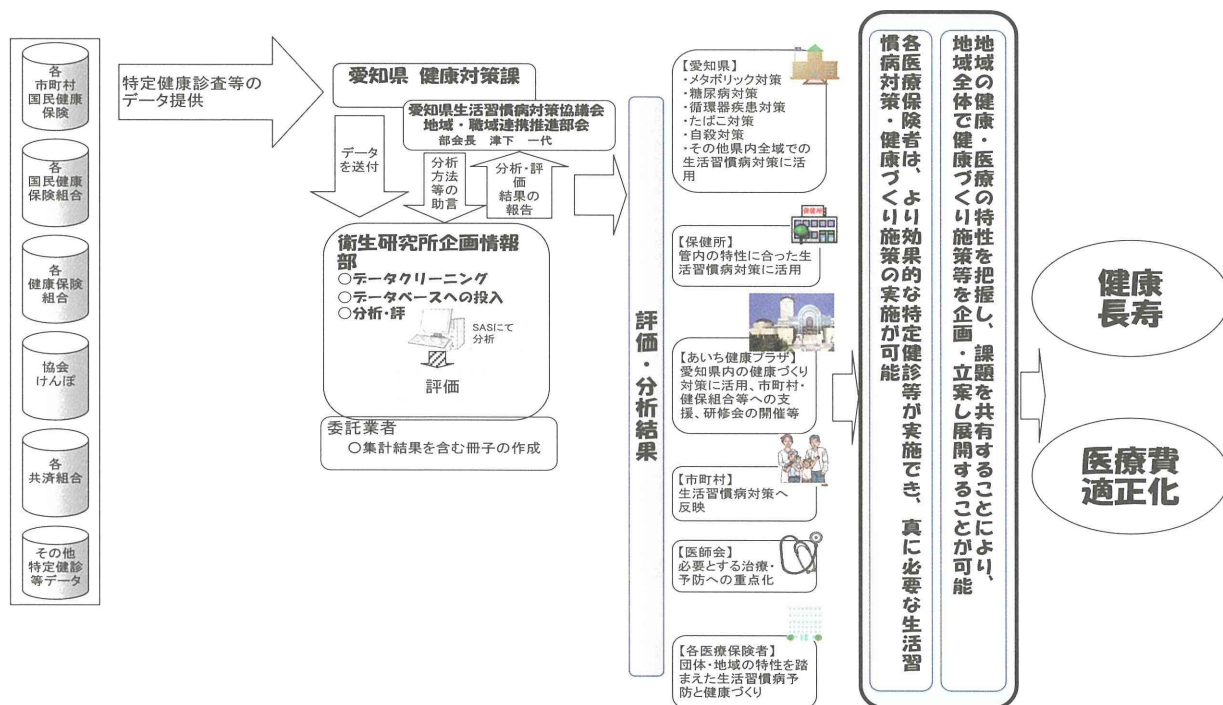 各
市町村
国民健康
保険
各
国民健康
保険組合
各
健康保険
組合
協会
けんぽ
各
共済組合
その他
特定健診
等データ
特定健康診査等の
データ提供
愛知県 健康対策課
愛知県生活習慣病対策協議会
地域・職域連携推進部会
部会長 津下 一代
データ
を送付
分析
方法
等の
助言
分析・評
価
結果の
報告
衛生研究所企画情報
部
○データクリーニング
○データベースへの投入
○分析・評
SASにて
分析
評価
委託業者
○集計結果を含む冊子の作成
評価・分析結果
【愛知県】
・メタボリック対策
・糖尿病対策
・循環器疾患対策
・たばこ対策
・自殺対策
・その他県内全域での
生活習慣病対策に活
用
保健所
【保健所】
管内の特性に合った生
活習慣病対策に活用
【あいち健康プラザ】
愛知県内の健康づくり
対策に活用、市町村・
健保組合等への支
援、研修会の開催等
【市町村】
生活習慣病対策へ
反映
【医師会】
必要とする治療・
予防への重点化
【各医療保険者】
団体・地域の特性を踏
まえた生活習慣病予
防と健康づくり
地域の健康・医療の特性を把握し、課題を共有することにより、
地域全体で健康づくり施策等を企画・立案し展開することが可能
各医療保険者は、より効果的な特定健診等が実施でき、真に必要な生活習
慣病対策・健康づくり施策の実施が可能
健康
長寿
医療費
適正化